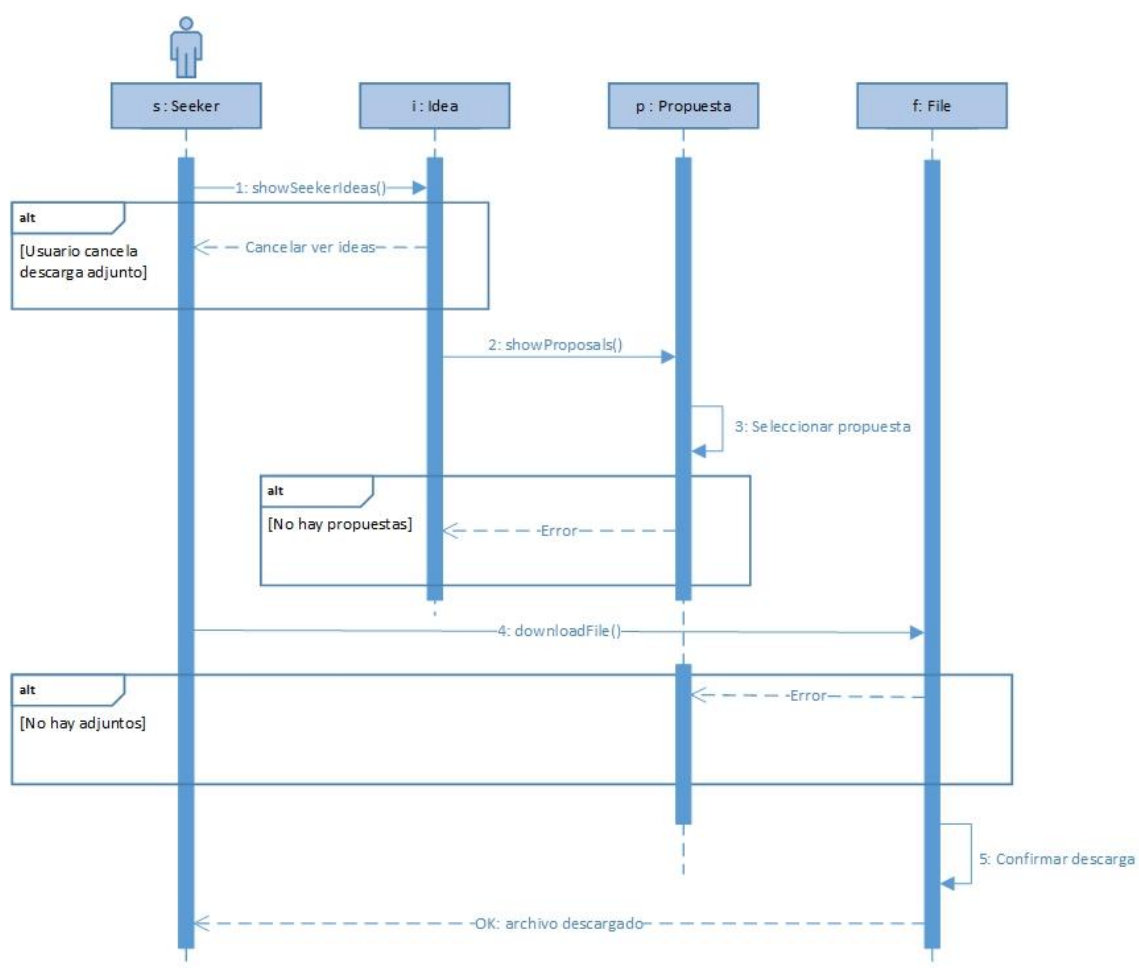 s : Seeker
i : Idea
p : Propuesta
f: File
1: showSeekerIdeas()
alt
[Usuario cancela
descarga adjunto]
Cancelar ver ideas
2: showProposals()
3: Seleccionar propuesta
alt
[No hay propuestas]
Error
4: downloadFile()
alt
[No hay adjuntos]
Error
5: Confirmar descarga
OK: archivo descargado